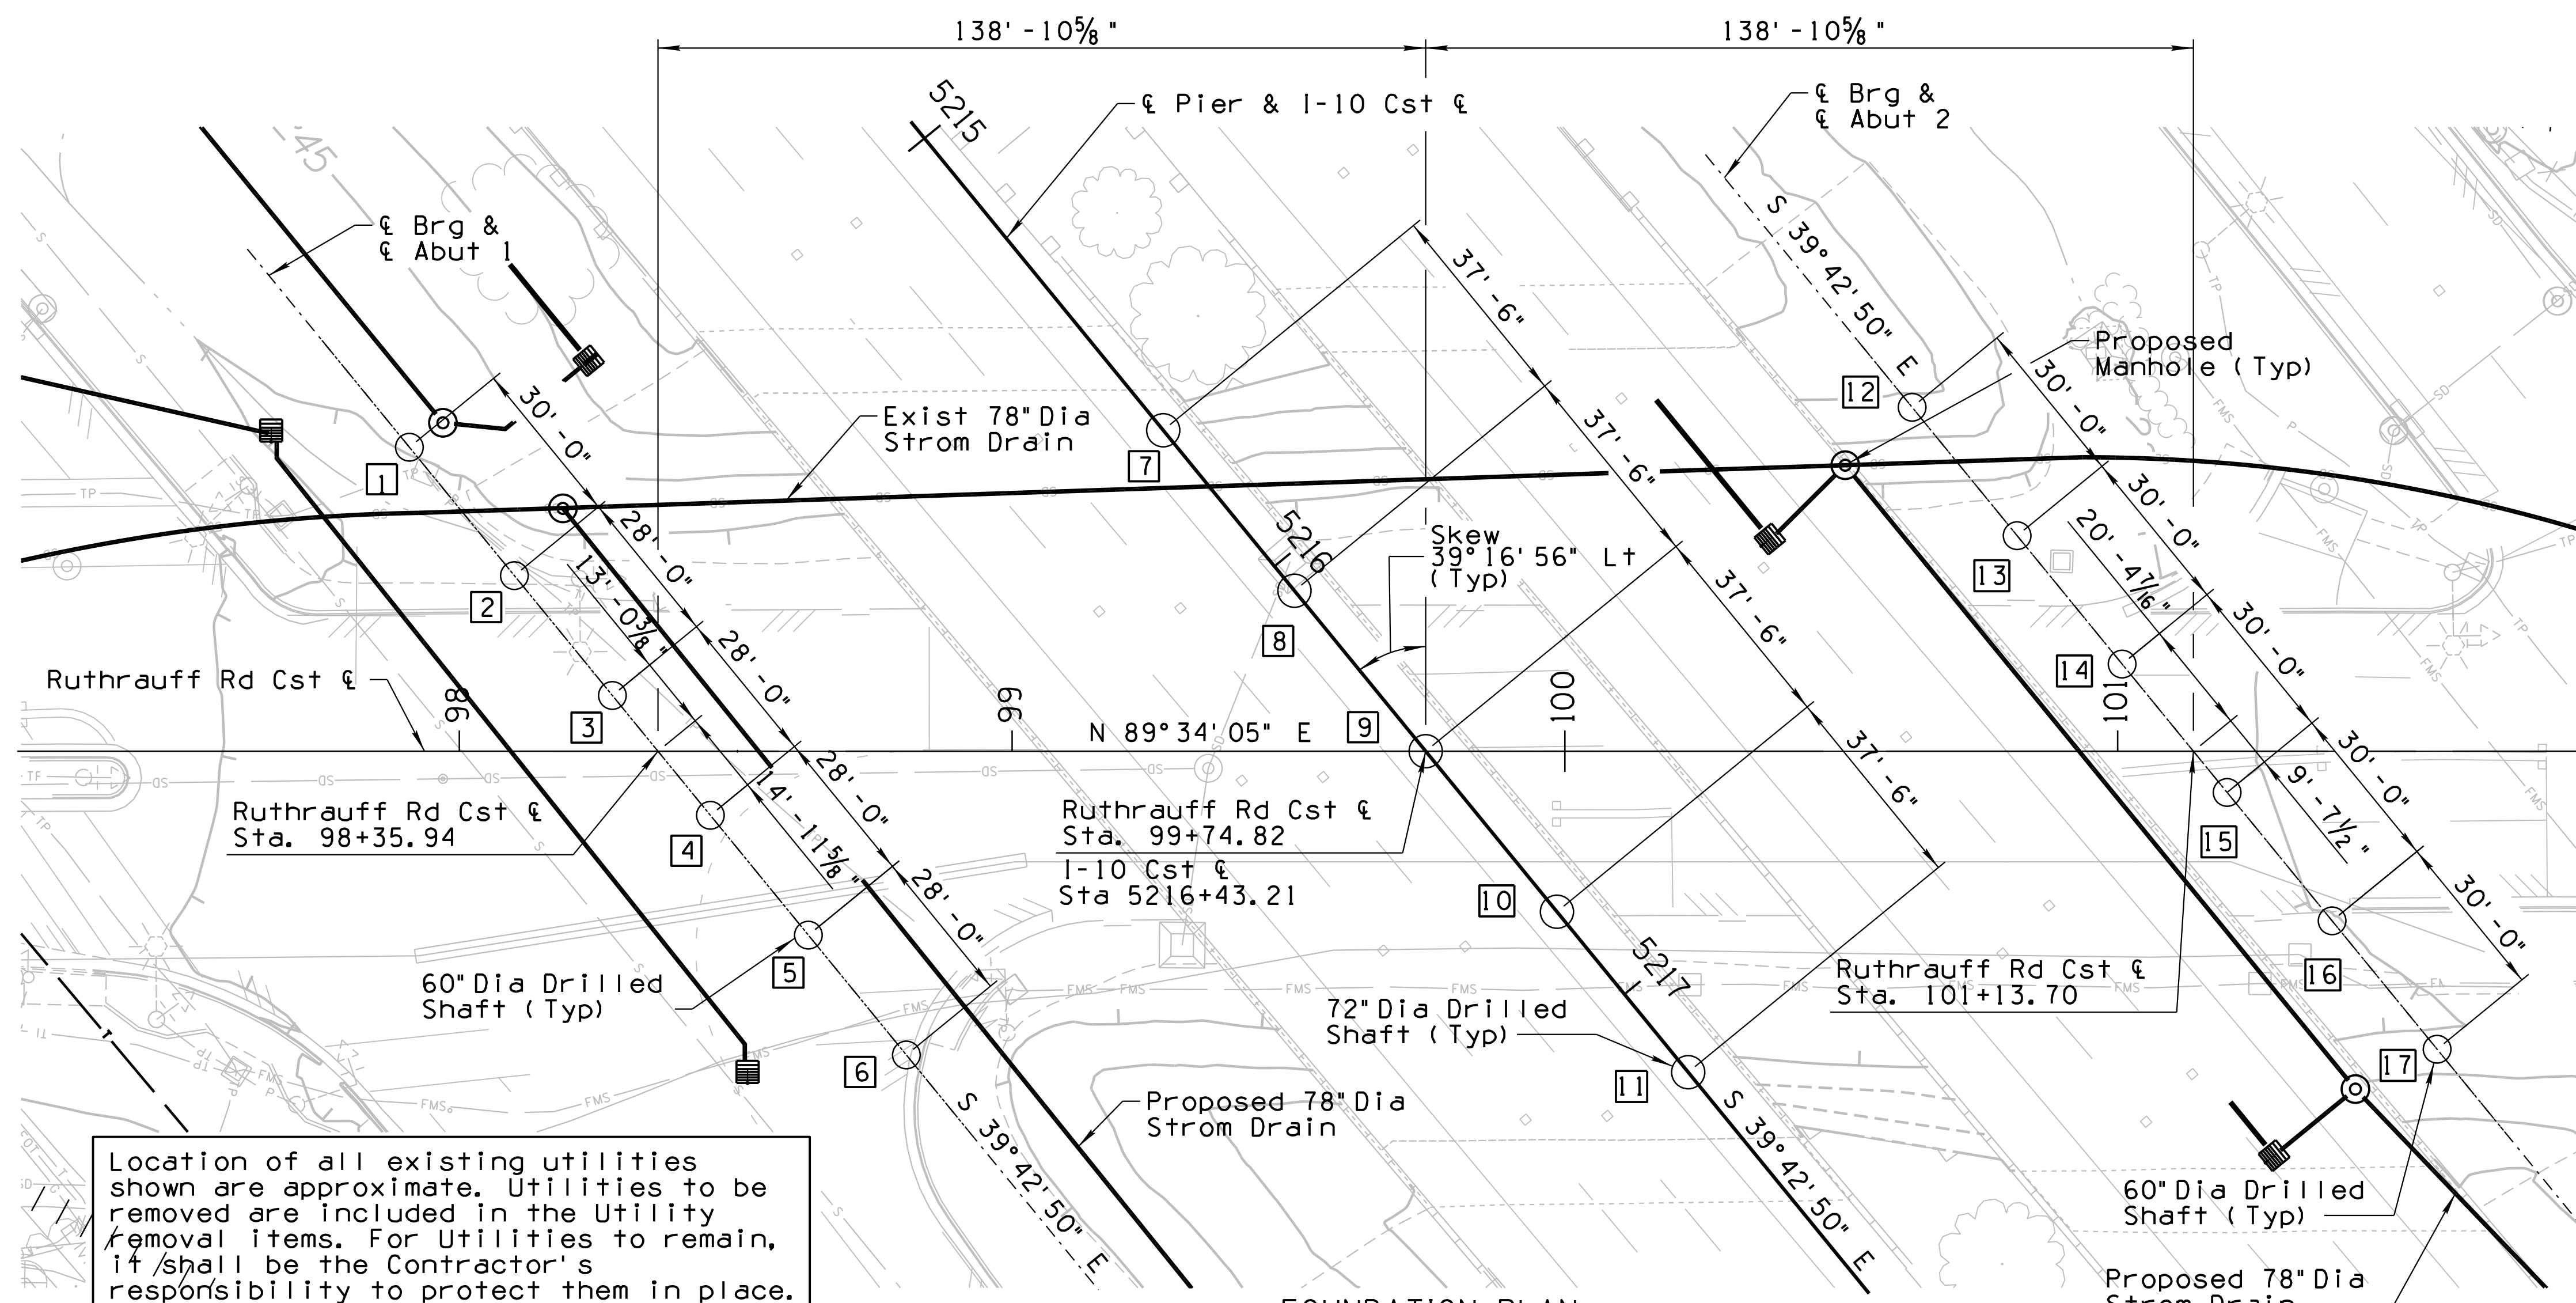 138'-10⅝"
138'-10⅝"
5215
℄ Pier & I-10 Cst ℄
℄ Brg &
℄ Abut 2
45
℄ Brg &
℄ Abut 1
S 39°42'50" E
37'-6"
37'-6"
37'-6"
37'-6"
Proposed
Manhole (Typ)
12
30'-0"
30'-0"
30'-0"
30'-0"
30'-0"
Exist 78"Dia
Strom Drain
1
7
30'-0"
28'-0"
28'-0"
28'-0"
28'-0"
13'-0⅜"
5216
Skew
39°16'56" Lt
(Typ)
13
20'-4⁷⁄₁₆"
2
8
14
Ruthrauff Rd Cst ℄
98
99
100
101
3
9
N 89°34'05" E
Ruthrauff Rd Cst ℄
Sta. 98+35.94
14'-11⅝"
4
Ruthrauff Rd Cst ℄
Sta. 99+74.82
I-10 Cst ℄
Sta 5216+43.21
9'-7½"
15
10
5217
Ruthrauff Rd Cst ℄
Sta. 101+13.70
16
5
60"Dia Drilled
Shaft (Typ)
72"Dia Drilled
Shaft (Typ)
6
11
17
S 39°42'50" E
S 39°42'50" E
Proposed 78"Dia
Strom Drain
60"Dia Drilled
Shaft (Typ)
Proposed 78"Dia
Strom Drain
Location of all existing utilities
shown are approximate. Utilities to be
removed are included in the Utility
removal items. For Utilities to remain,
it shall be the Contractor's
responsibility to protect them in place.
FOUNDATION PLAN